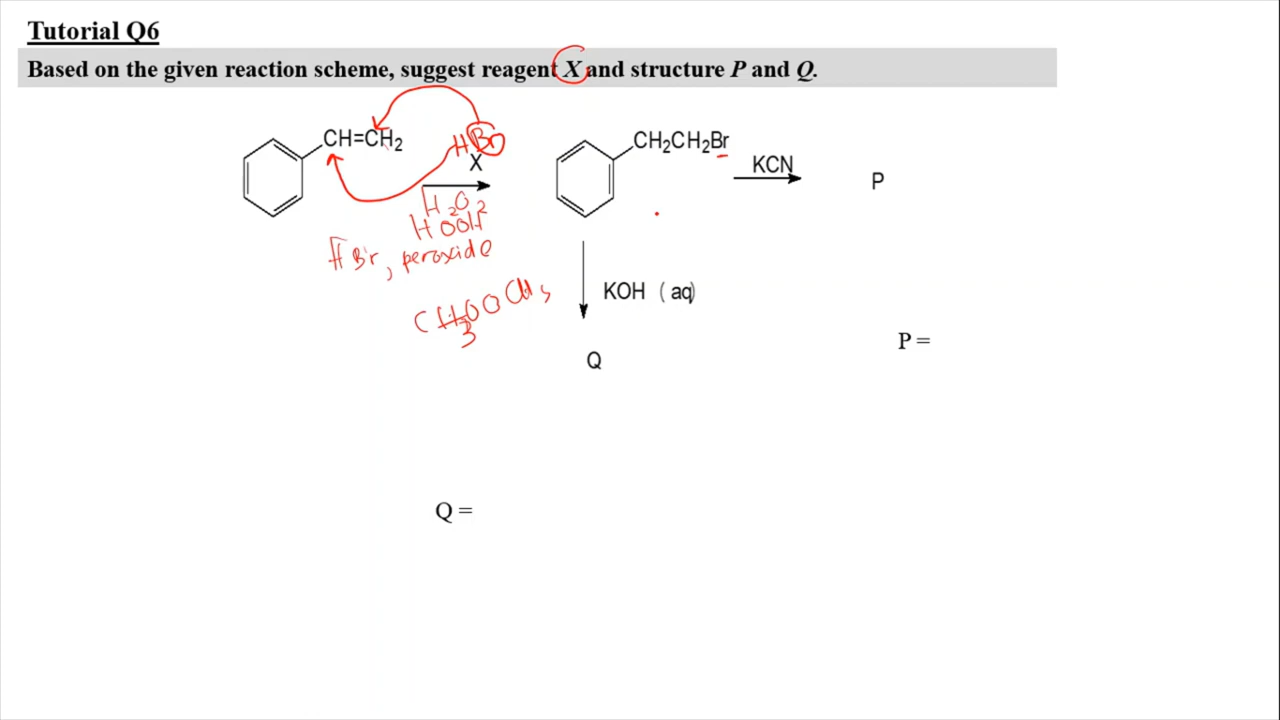 Tutorial Q6
Based on the given reaction scheme, suggest reagent X and structure P and Q.
CH=CH2
HBr
X
H2O2
HOOH
HBr, peroxide
CH3OOCH3
CH2CH2Br
KCN
P
KOH (aq)
Q
P =
Q =